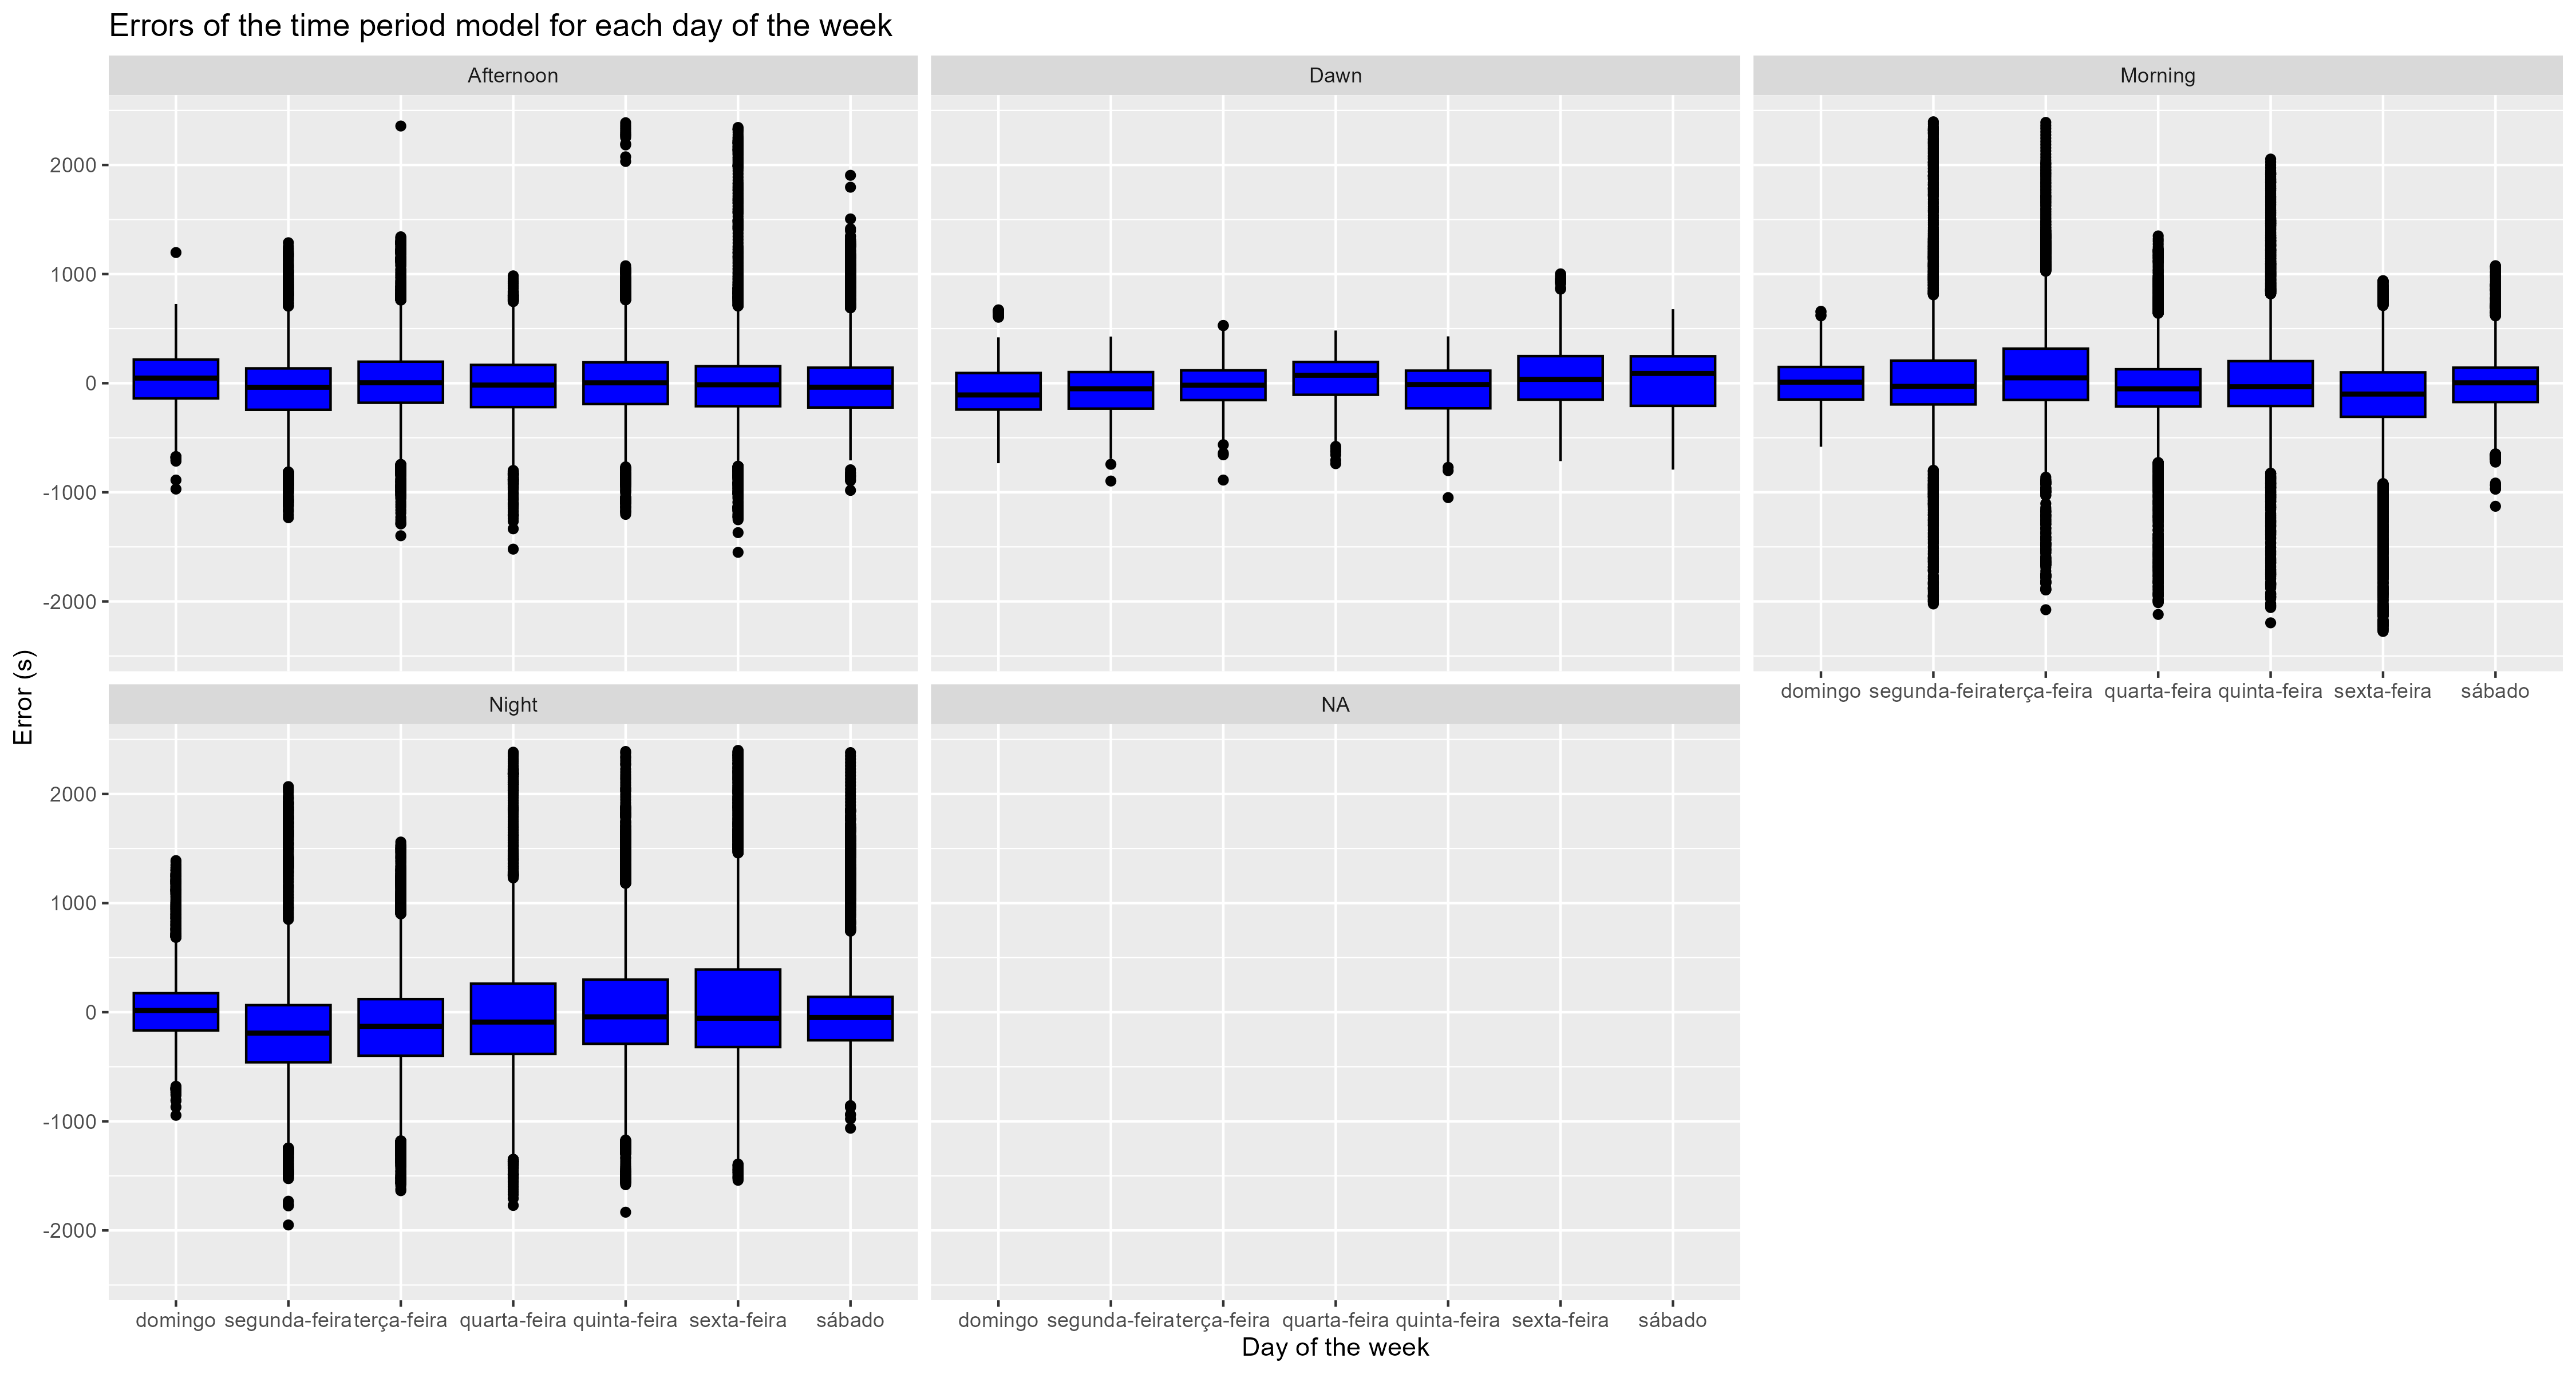 Errors of the time period model for each day of the week
Afternoon
Dawn
Morning
2000
1000
0
-1000
-2000
domingo segunda-feira terça-feira quarta-feira quinta-feira sexta-feira sábado
Error (s)
Night
NA
2000
1000
0
-1000
-2000
domingo segunda-feira terça-feira quarta-feira quinta-feira sexta-feira sábado
domingo segunda-feira terça-feira quarta-feira quinta-feira sexta-feira sábado
Day of the week